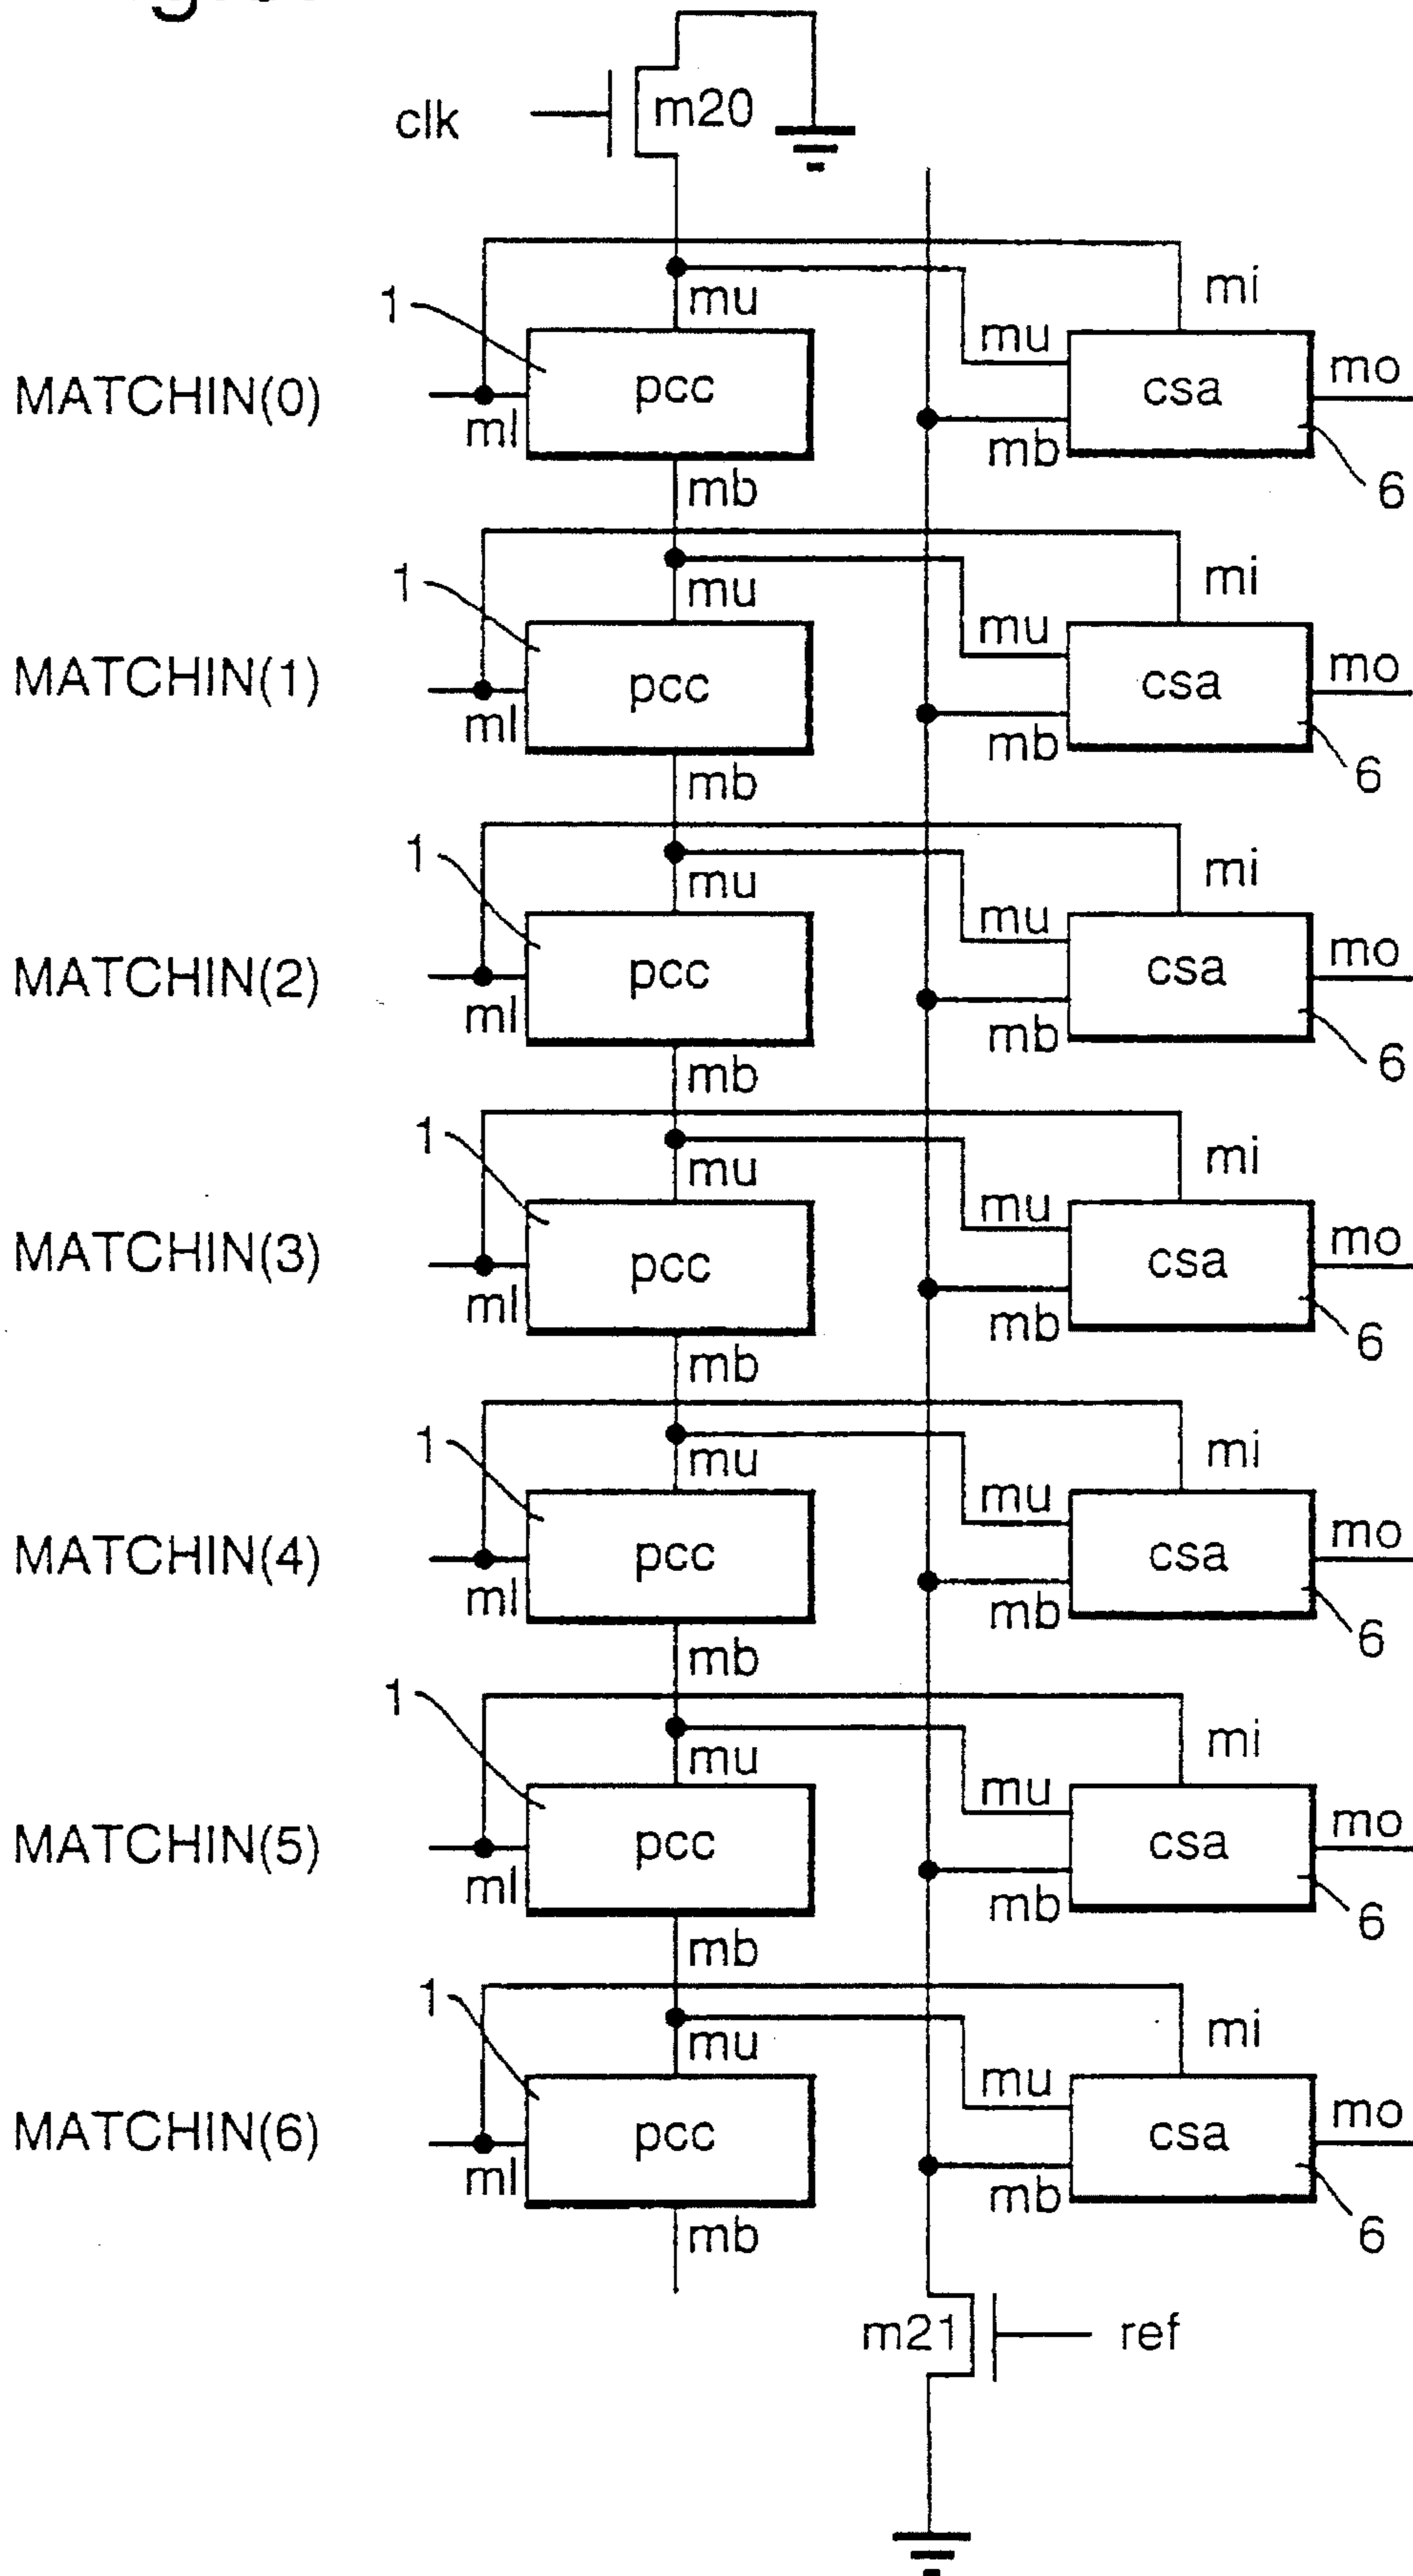 clk m20
mi
1 mu mu mo
MATCHIN(0) pcc csa
ml mb
mb 6
mi
1 mu mu mo
MATCHIN(1) pcc csa
ml mb
mb 6
mi
1 mu mu mo
MATCHIN(2) pcc csa
ml mb
mb 6
mi
1 mu mu mo
MATCHIN(3) pcc csa
ml mb
mb 6
mi
1 mu mu mo
MATCHIN(4) pcc csa
ml mb
mb 6
mi
1 mu mu mo
MATCHIN(5) pcc csa
ml mb
mb 6
mi
1 mu mu mo
MATCHIN(6) pcc csa
ml mb
mb 6
m21 ref